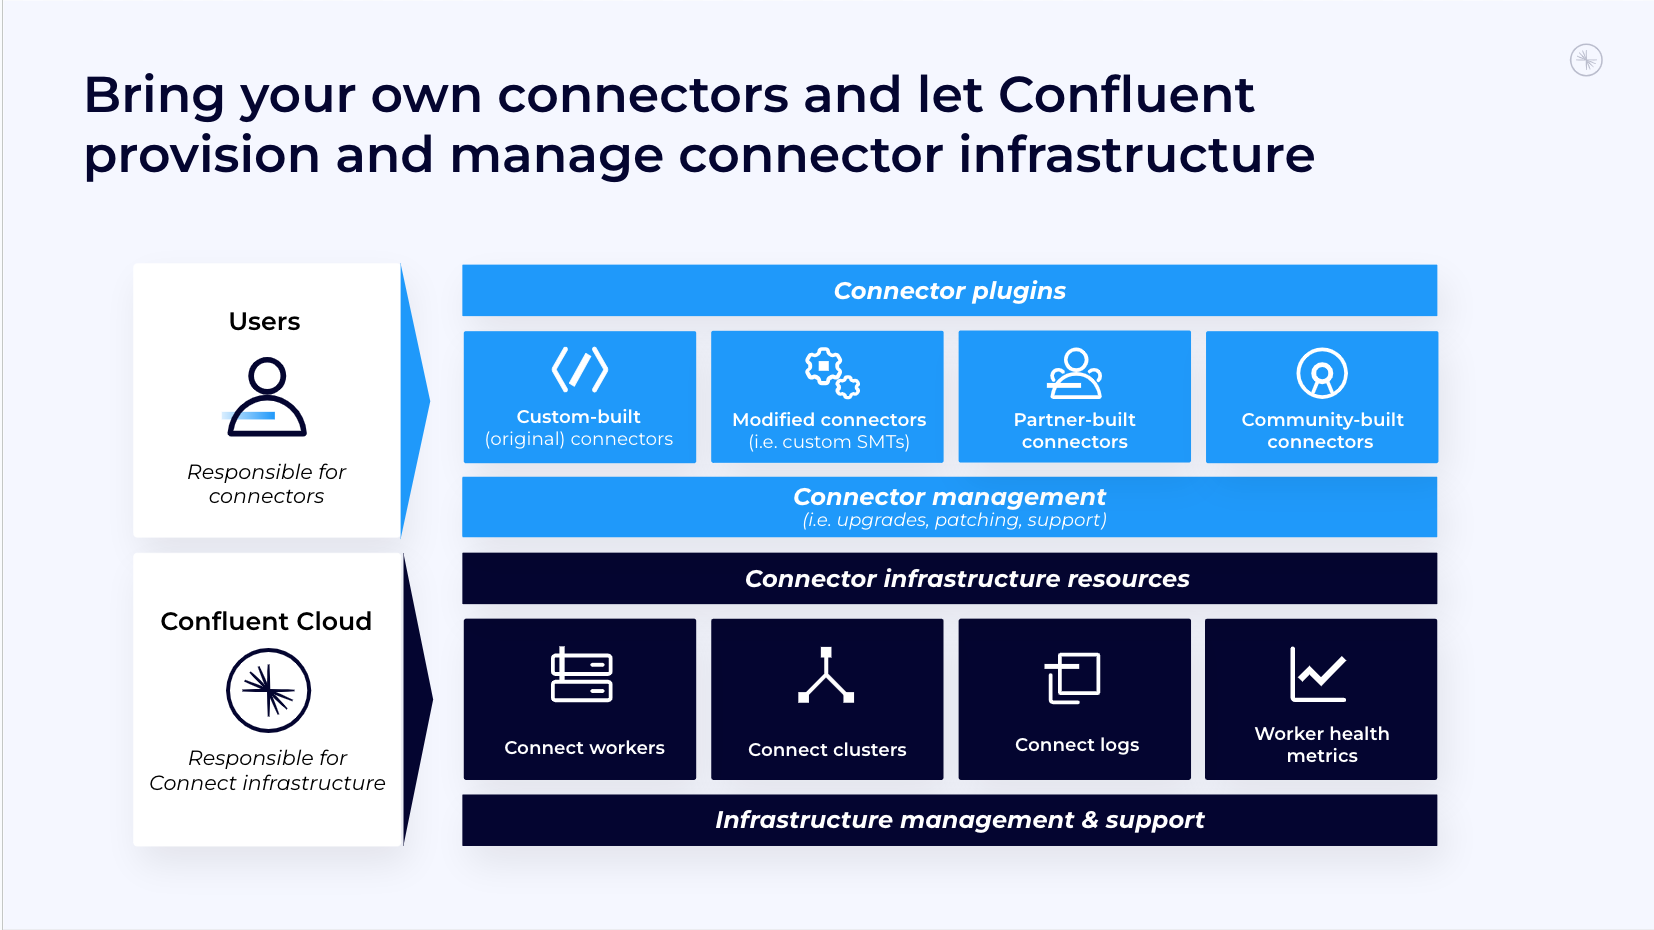 Bring your own connectors and let Confluent
provision and manage connector infrastructure
Users
Responsible for
connectors
Connector plugins
Custom-built
(original) connectors
Modified connectors
(i.e. custom SMTs)
Partner-built
connectors
Community-built
connectors
Connector management
(i.e. upgrades, patching, support)
Confluent Cloud
Responsible for
Connect infrastructure
Connector infrastructure resources
Connect workers
Connect clusters
Connect logs
Worker health
metrics
Infrastructure management & support